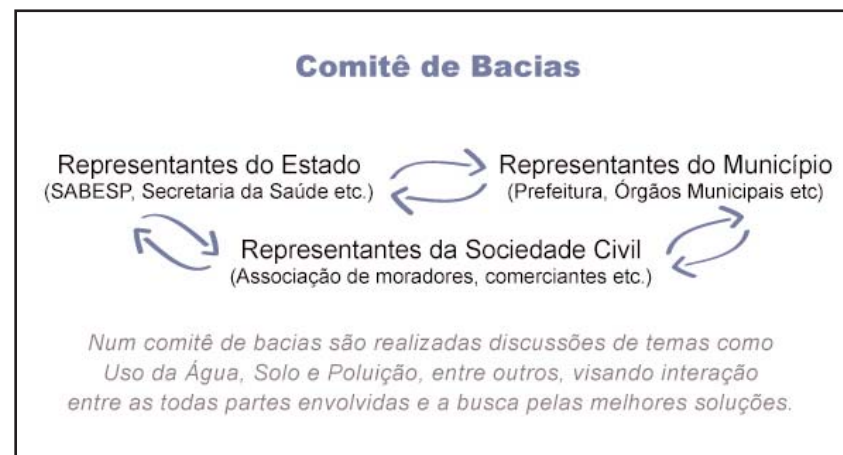 Comitê de Bacias
Representantes do Estado
(SABESP, Secretaria da Saúde etc.)
Representantes do Município
(Prefeitura, Órgãos Municipais etc)
Representantes da Sociedade Civil
(Associação de moradores, comerciantes etc.)
Num comitê de bacias são realizadas discussões de temas como
Uso da Água, Solo e Poluição, entre outros, visando interação
entre as todas partes envolvidas e a busca pelas melhores soluções.